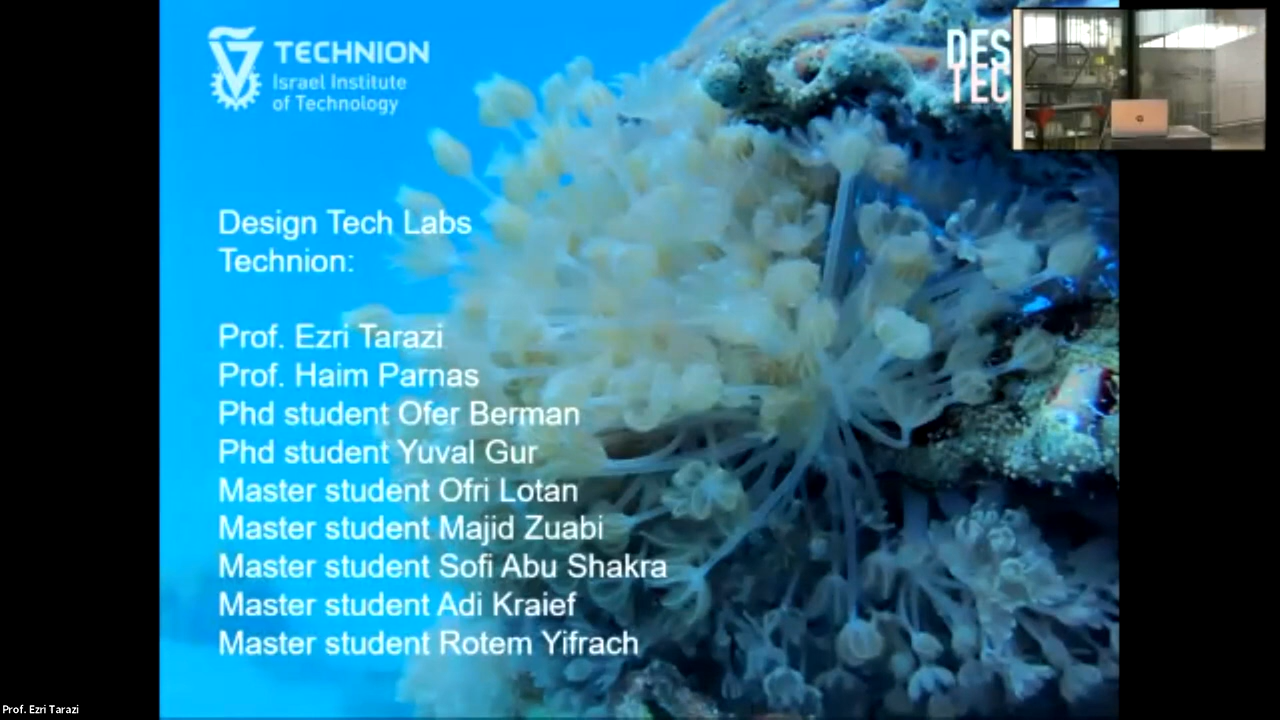 TECHNION
Israel Institute
of Technology
DES
TEC
Design Tech Labs
Technion:
Prof. Ezri Tarazi
Prof. Haim Parnas
Phd student Ofer Berman
Phd student Yuval Gur
Master student Ofri Lotan
Master student Majid Zuabi
Master student Sofi Abu Shakra
Master student Adi Kraief
Master student Rotem Yifrach
Prof. Ezri Tarazi